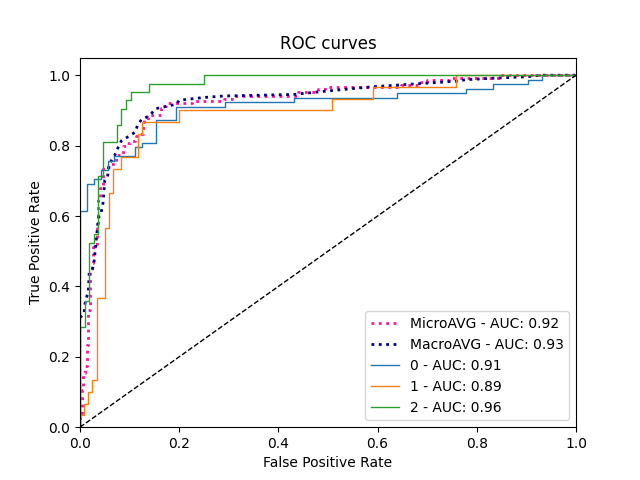 ROC curves
True Positive Rate
1.0
0.8
0.6
0.4
0.2
0.0
MicroAVG - AUC: 0.92
MacroAVG - AUC: 0.93
0 - AUC: 0.91
1 - AUC: 0.89
2 - AUC: 0.96
0.0 0.2 0.4 0.6 0.8 1.0
False Positive Rate